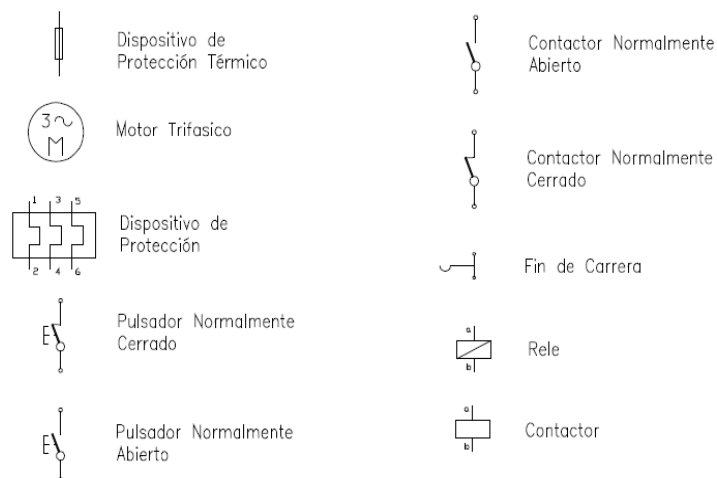 Dispositivo de
Protección Térmico
3
M
Motor Trifasico
1 3 5
2 4 6
Dispositivo de
Protección
E
Pulsador Normalmente
Cerrado
E
Pulsador Normalmente
Abierto
Contactor Normalmente
Abierto
Contactor Normalmente
Cerrado
Fin de Carrera
a
b
Rele
a
b
Contactor